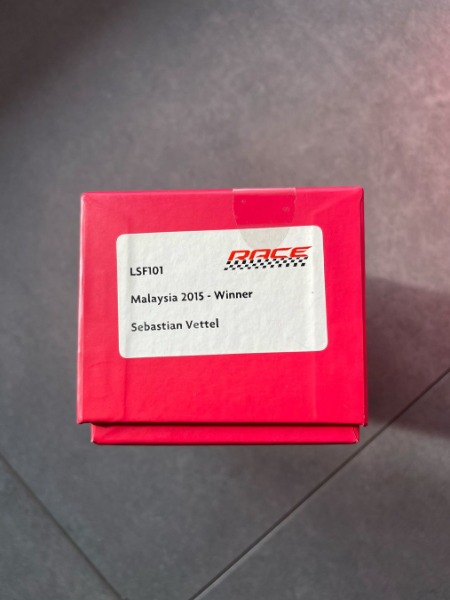 RACE
LSF101
Malaysia 2015 - Winner
Sebastian Vettel